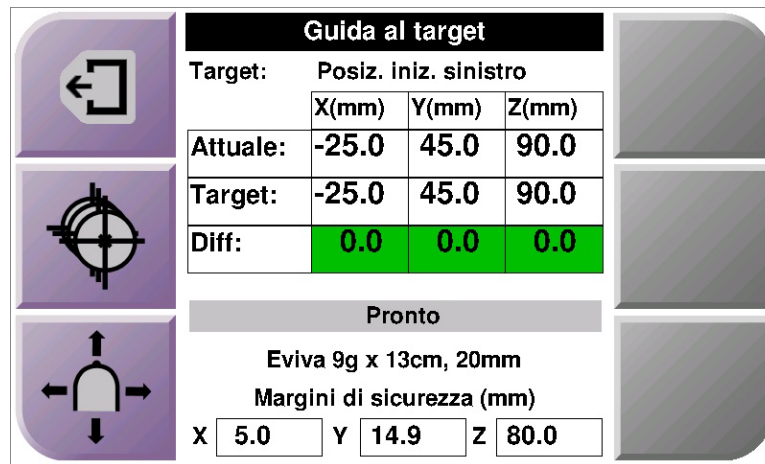 Guida al target
Target: Posiz. iniz. sinistro
X(mm) Y(mm) Z(mm)
Attuale: -25.0 45.0 90.0
Target: -25.0 45.0 90.0
Diff: 0.0 0.0 0.0
Pronto
Eviva 9g x 13cm, 20mm
Margini di sicurezza (mm)
X 5.0 Y 14.9 Z 80.0